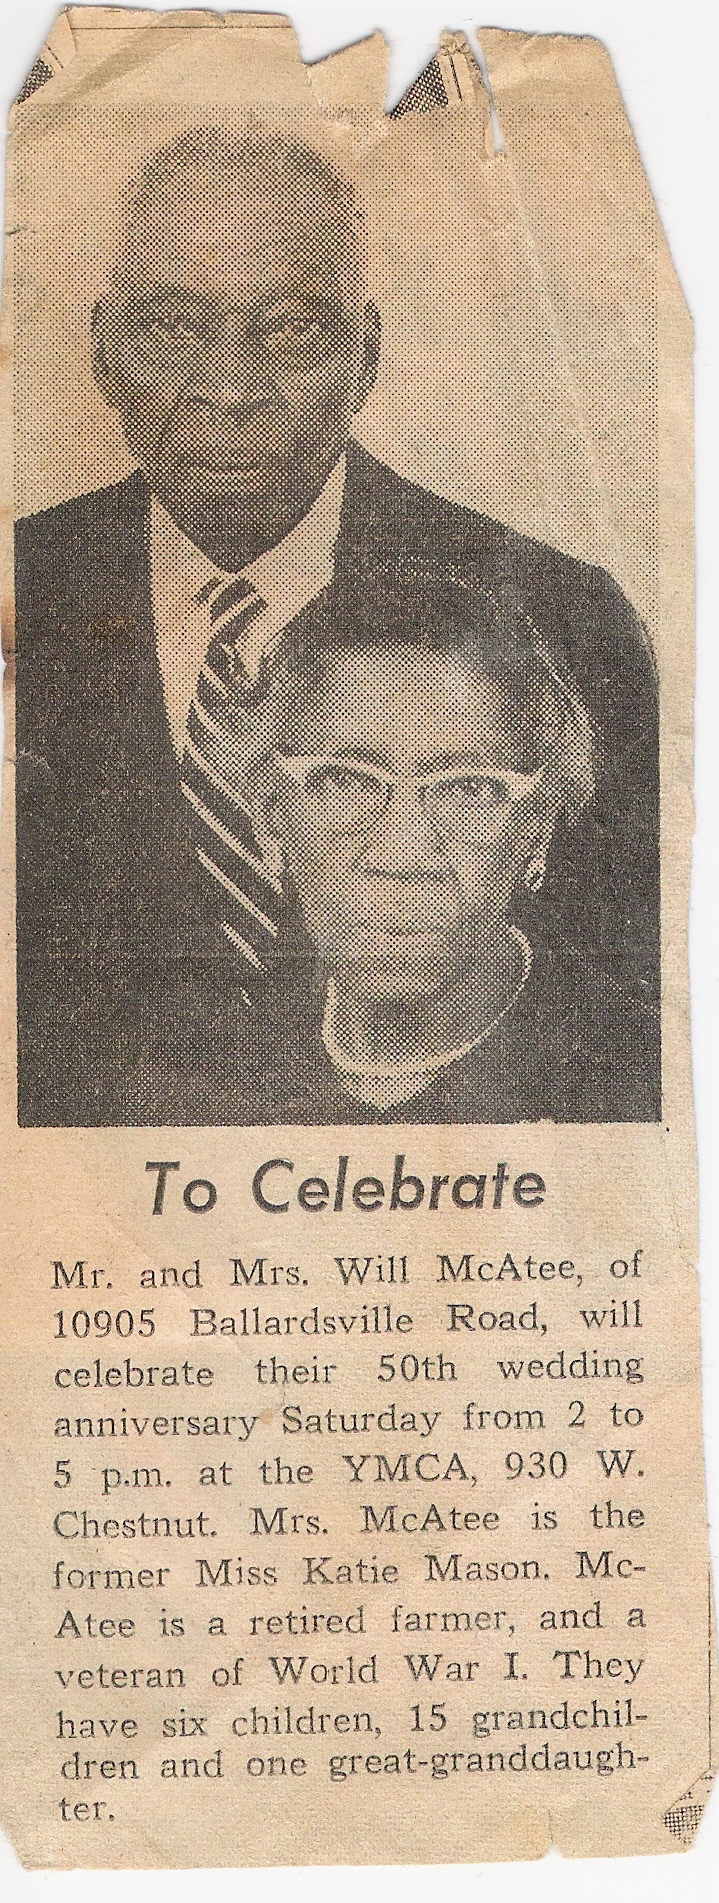 To Celebrate
Mr. and Mrs. Will McAtee, of
10905 Ballardsville Road, will
celebrate their 50th wedding
anniversary Saturday from 2 to
5 p.m. at the YMCA, 930 W.
Chestnut. Mrs. McAtee is the
former Miss Katie Mason. Mc-
Atee is a retired farmer, and a
veteran of World War I. They
have six children, 15 grandchil-
dren and one great-granddaugh-
ter.